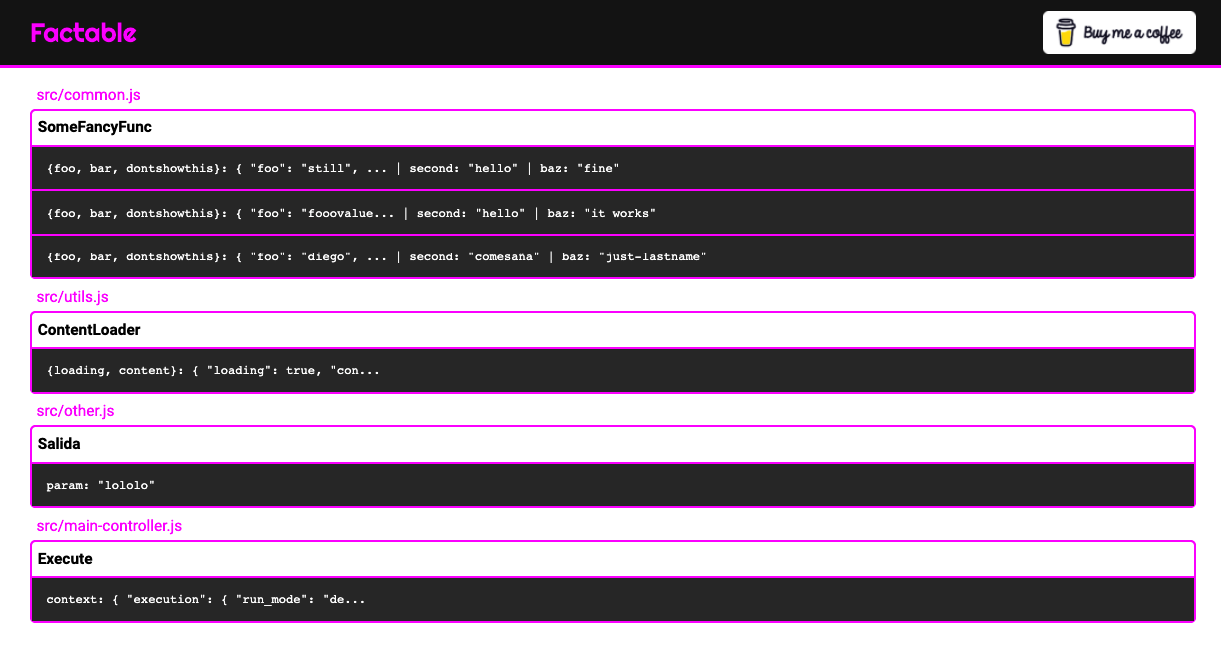 Factable
Buy me a coffee
src/common.js
SomeFancyFunc
{foo, bar, dontshowthis}: { "foo": "still", ... | second: "hello" | baz: "fine"
{foo, bar, dontshowthis}: { "foo": "fooovalue... | second: "hello" | baz: "it works"
{foo, bar, dontshowthis}: { "foo": "diego", ... | second: "comesana" | baz: "just-lastname"
src/utils.js
ContentLoader
{loading, content}: { "loading": true, "con...
src/other.js
Salida
param: "lololo"
src/main-controller.js
Execute
context: { "execution": { "run_mode": "de...